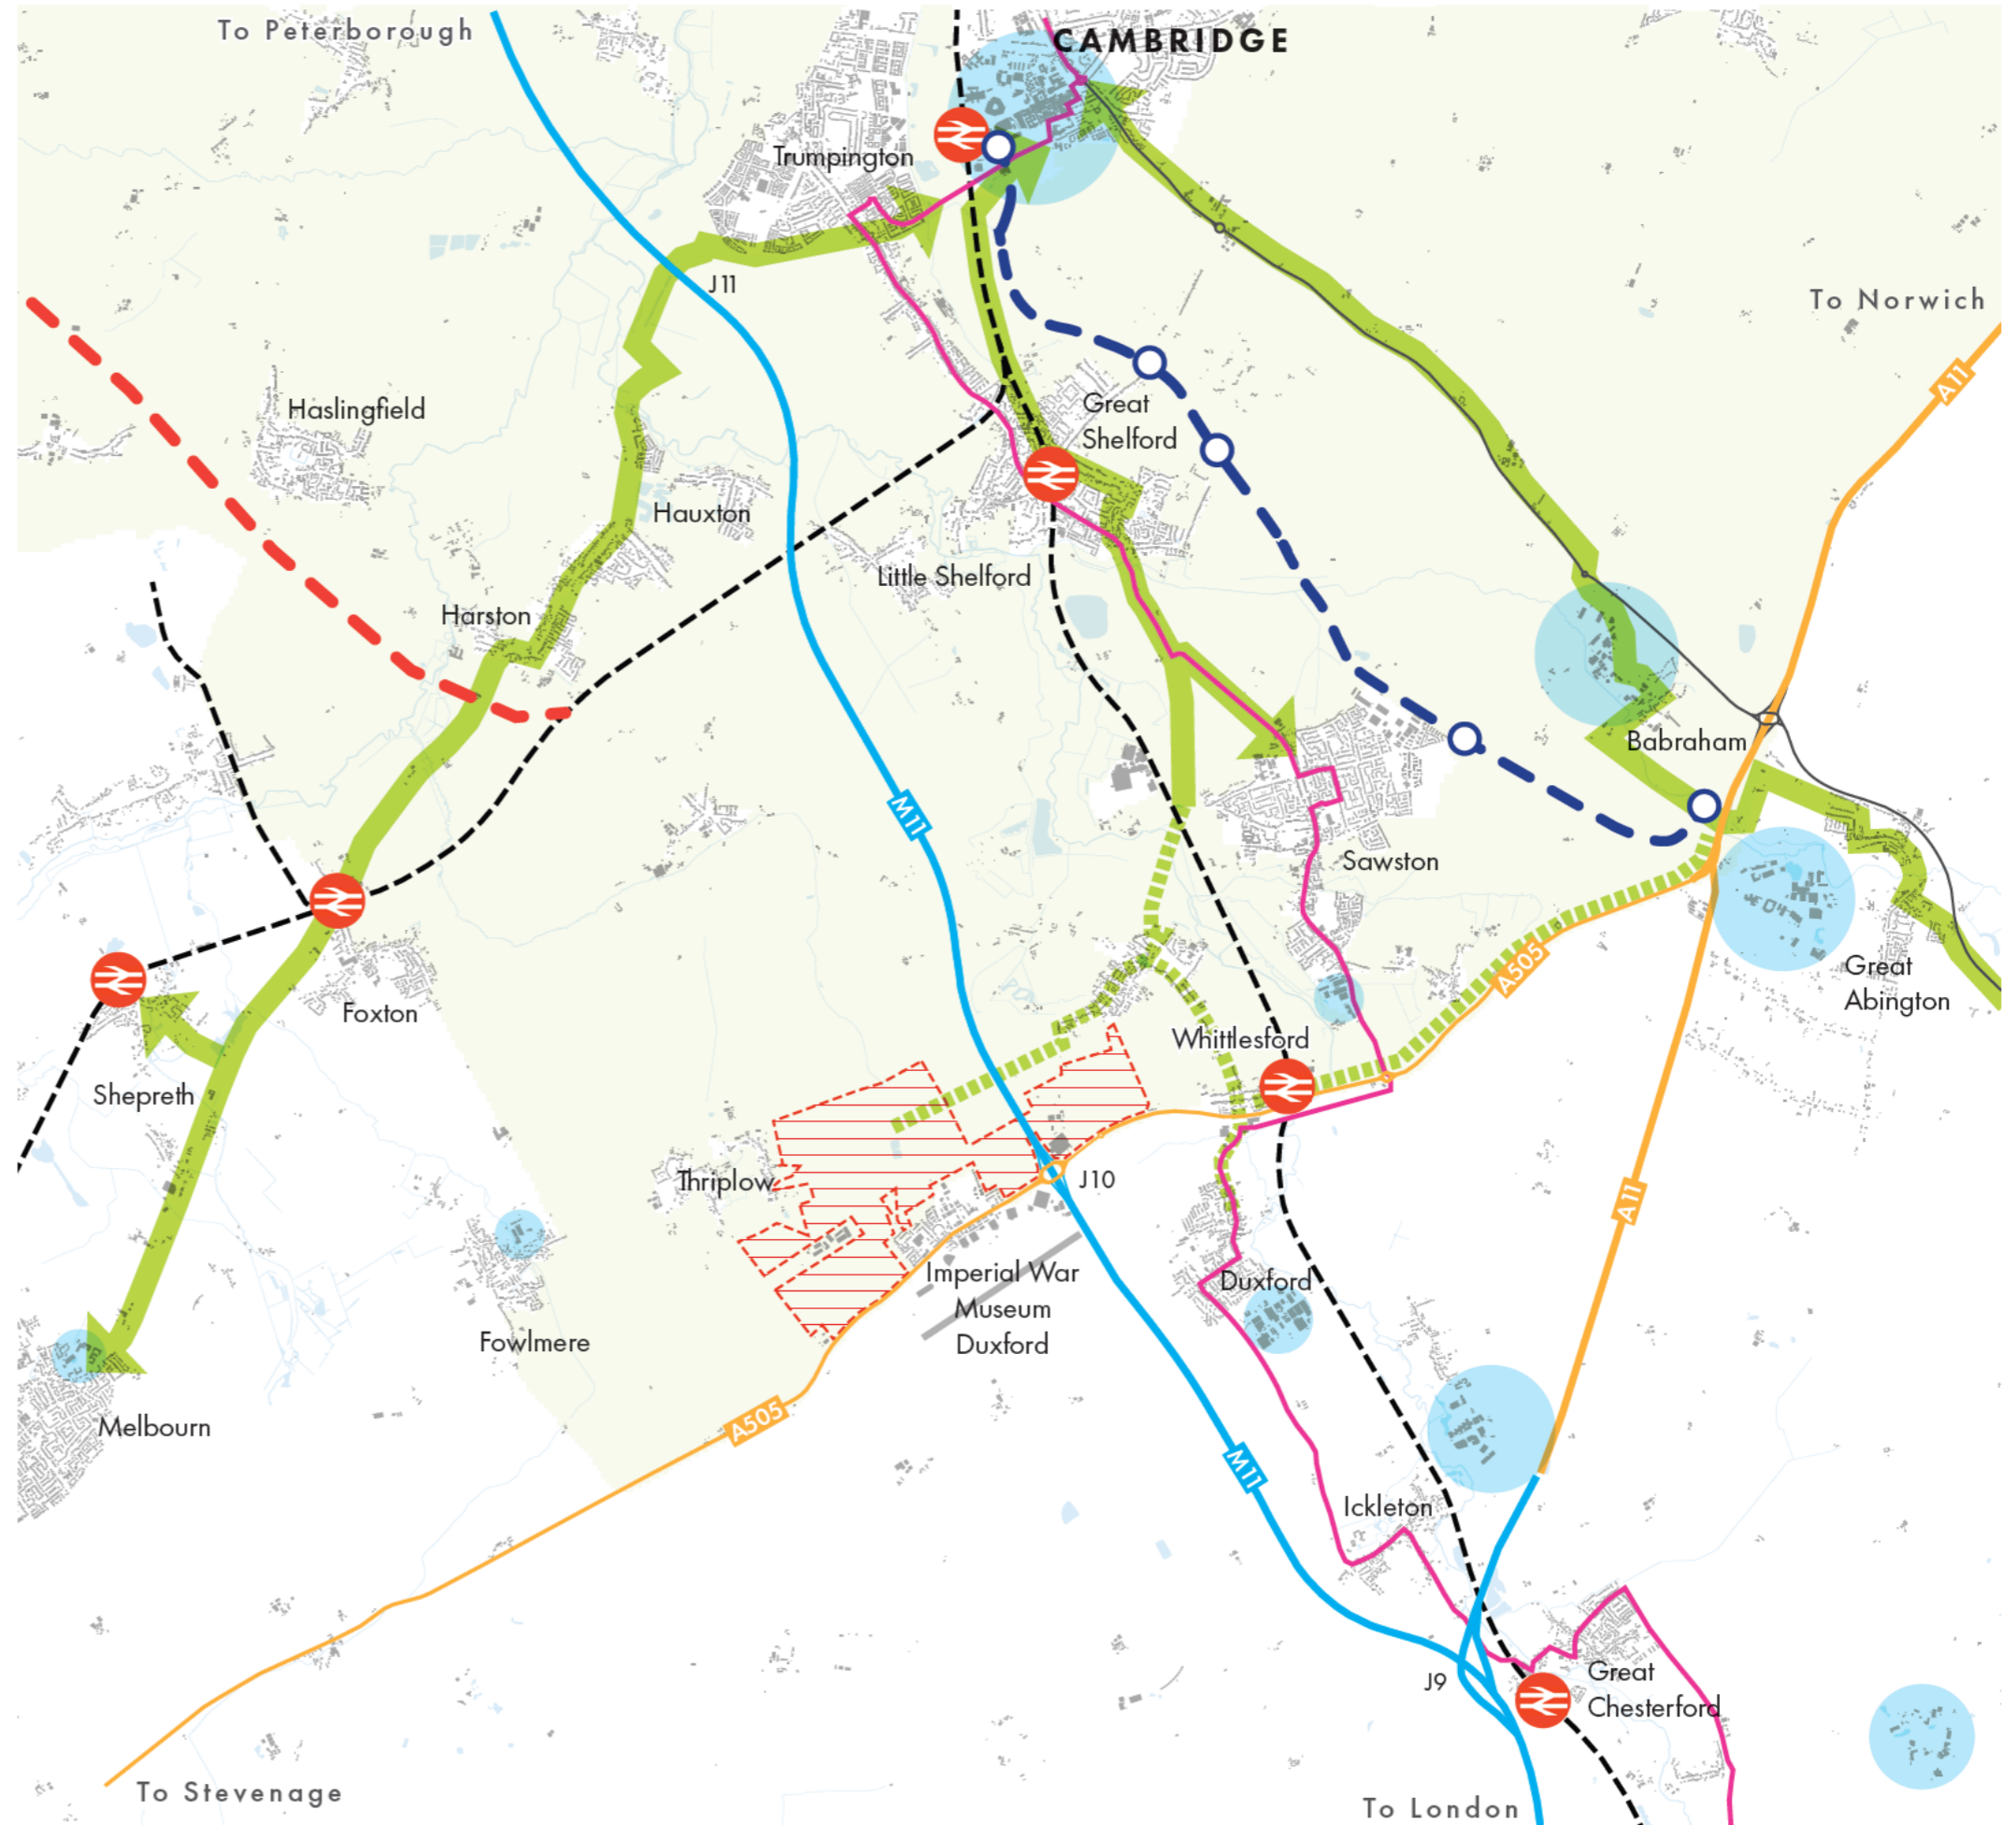 To Peterborough
CAMBRIDGE
Trumpington
J11
To Norwich
A11
Haslingfield
Great
Shelford
Hauxton
Little Shelford
Harston
Babraham
M11
Sawston
A505
Great
Abington
Foxton
Whittlesford
Shepreth
Thriplow
J10
A11
Imperial War
Museum
Duxford
Duxford
Fowlmere
Melbourn
A505
M11
Ickleton
J9
Great
Chesterford
To Stevenage
To London